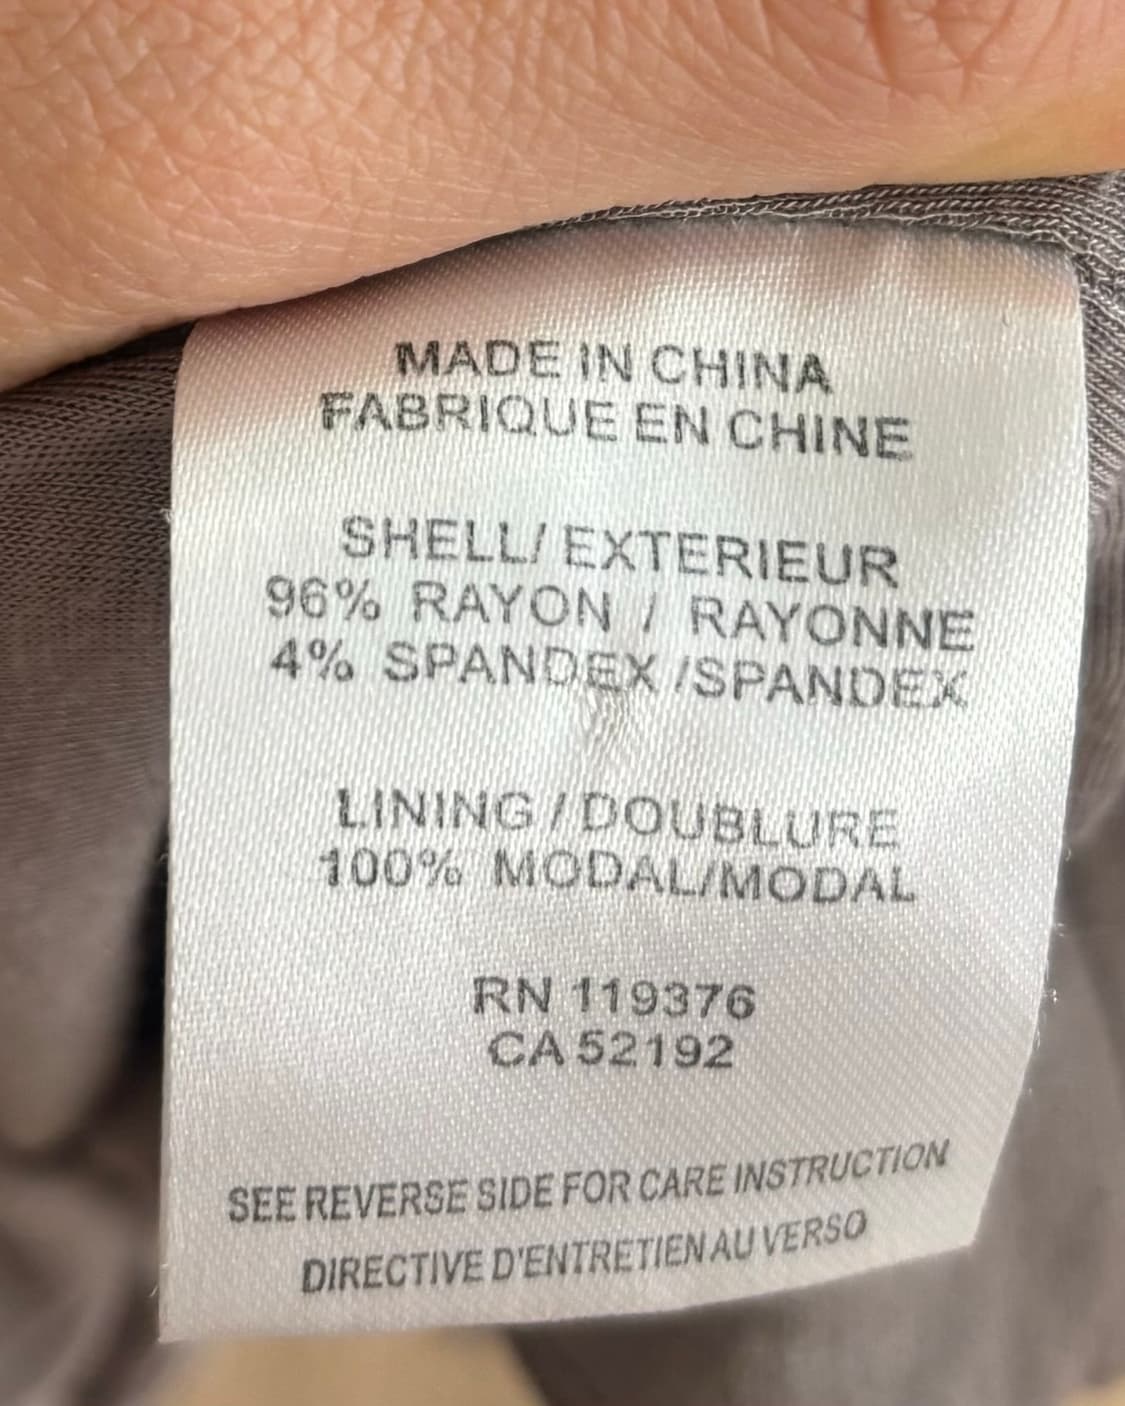 MADE IN CHINA
FABRIQUE EN CHINE
SHELL/ EXTERIEUR
96% RAYON / RAYONNE
4% SPANDEX /SPANDEX
LINING / DOUBLURE
100% MODAL/MODAL
RN 119376
CA 52192
SEE REVERSE SIDE FOR CARE INSTRUCTION
DIRECTIVE D'ENTRETIEN AU VERSO